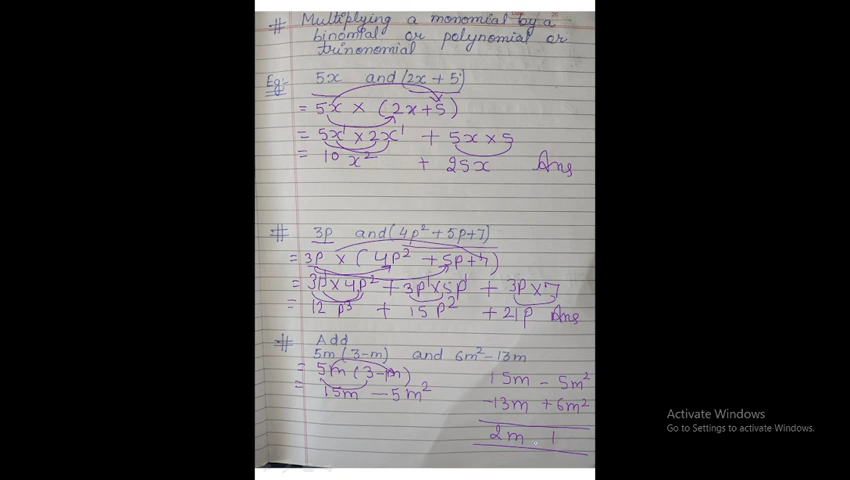 # Multiplying a monomial by a
binomial or polynomial or
trinonomial
Eg:- 5x and (2x + 5)
= 5x × (2x+5)
= 5x¹ × 2x¹ + 5x × 5
= 10 x² + 25x Ans
# 3p and (4p² + 5p+7)
= 3p × (4p² + 5p+7)
= 3p¹ × 4p² + 3p¹ × 5p¹ + 3p × 7
= 12 p³ + 15 p² + 21p Ans
# Add
5m (3-m) and 6m² - 13m
= 5m (3-m)
= 15m - 5m²
15m - 5m²
-13m + 6m²
2m
Activate Windows
Go to Settings to activate Windows.